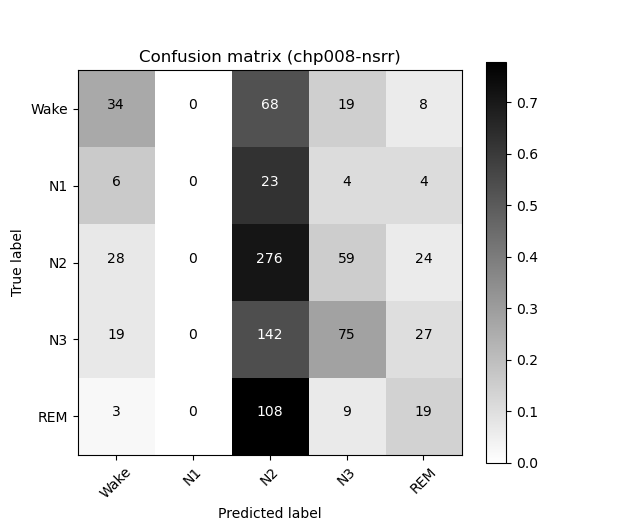 Confusion matrix (chp008-nsrr)
True label
Wake 34 0 68 19 8
N1 6 0 23 4 4
N2 28 0 276 59 24
N3 19 0 142 75 27
REM 3 0 108 9 19
Wake N1 N2 N3 REM
Predicted label
0.7
0.6
0.5
0.4
0.3
0.2
0.1
0.0